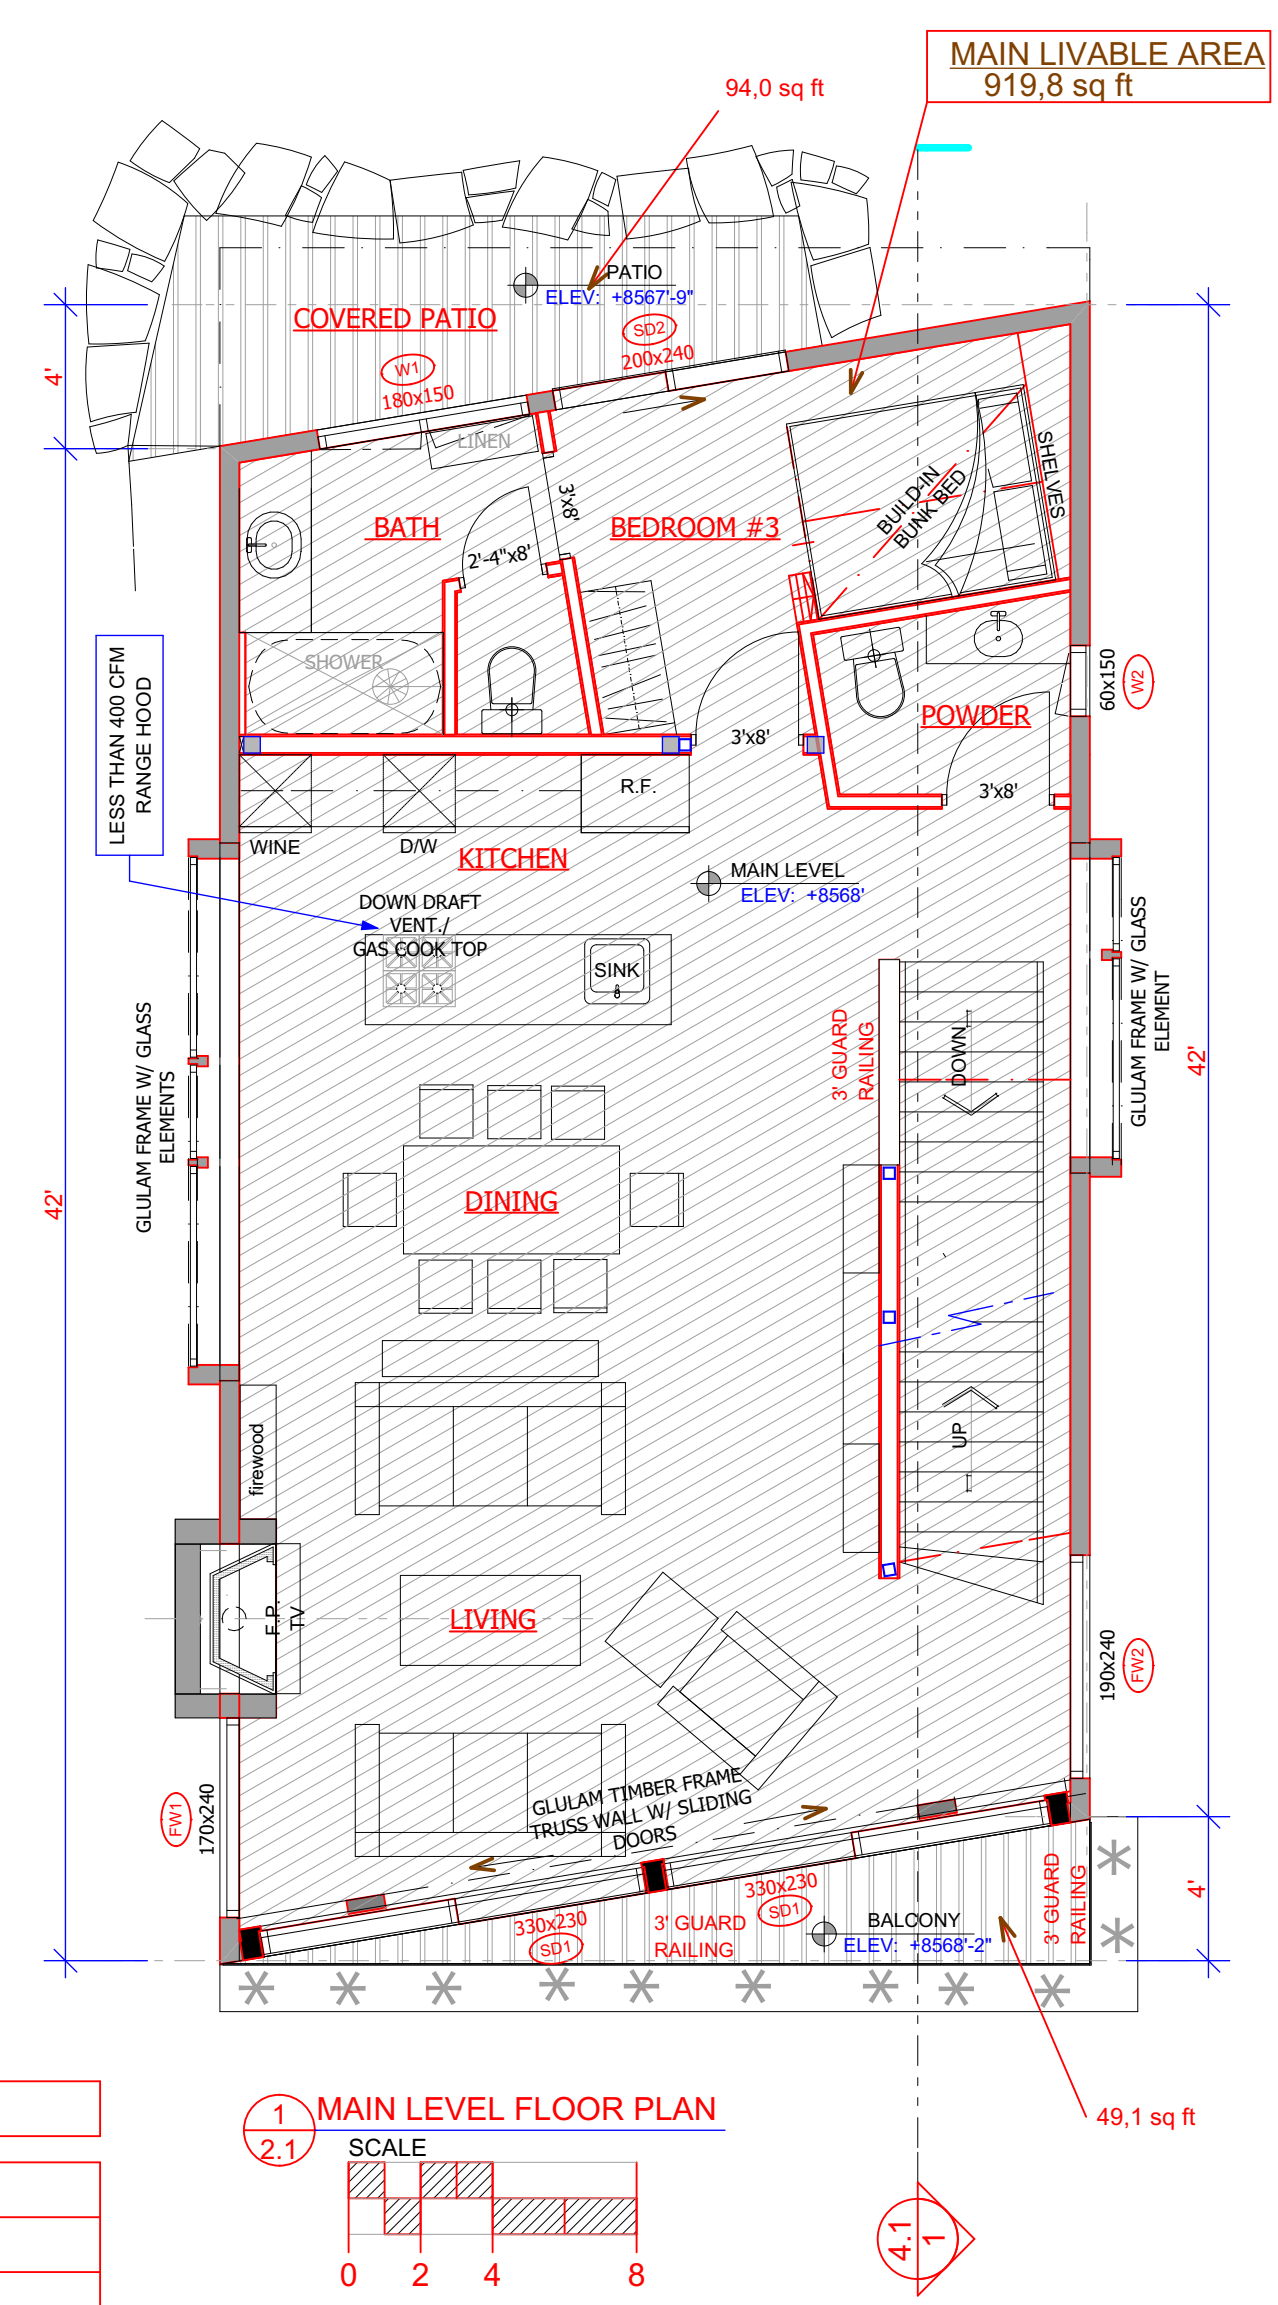 MAIN LIVABLE AREA
919,8 sq ft
94,0 sq ft
PATIO
ELEV: +8567'-9"
COVERED PATIO
SD2
200x240
W1
180x150
4'
LINEN
SHELVES
BUILD-IN
BUNK BED
3'x8'
BATH
BEDROOM #3
2'-4"x8'
LESS THAN 400 CFM
RANGE HOOD
SHOWER
60x150
W2
POWDER
3'x8'
3'x8'
R.F.
WINE
D/W
KITCHEN
MAIN LEVEL
ELEV: +8568'
DOWN DRAFT
VENT./
GAS COOK TOP
SINK
GLULAM FRAME W/ GLASS
ELEMENTS
GLULAM FRAME W/ GLASS
ELEMENT
3' GUARD
RAILING
DOWN
42'
42'
DINING
UP
firewood
F.P.
TV
LIVING
190x240
FW2
FW1
170x240
GLULAM TIMBER FRAME
TRUSS WALL W/ SLIDING
DOORS
330x230
SD1
330x230
SD1
3' GUARD
RAILING
BALCONY
ELEV: +8568'-2"
3' GUARD
RAILING
4'
49,1 sq ft
1
2.1
MAIN LEVEL FLOOR PLAN
SCALE
0 2 4 8
4.1
1